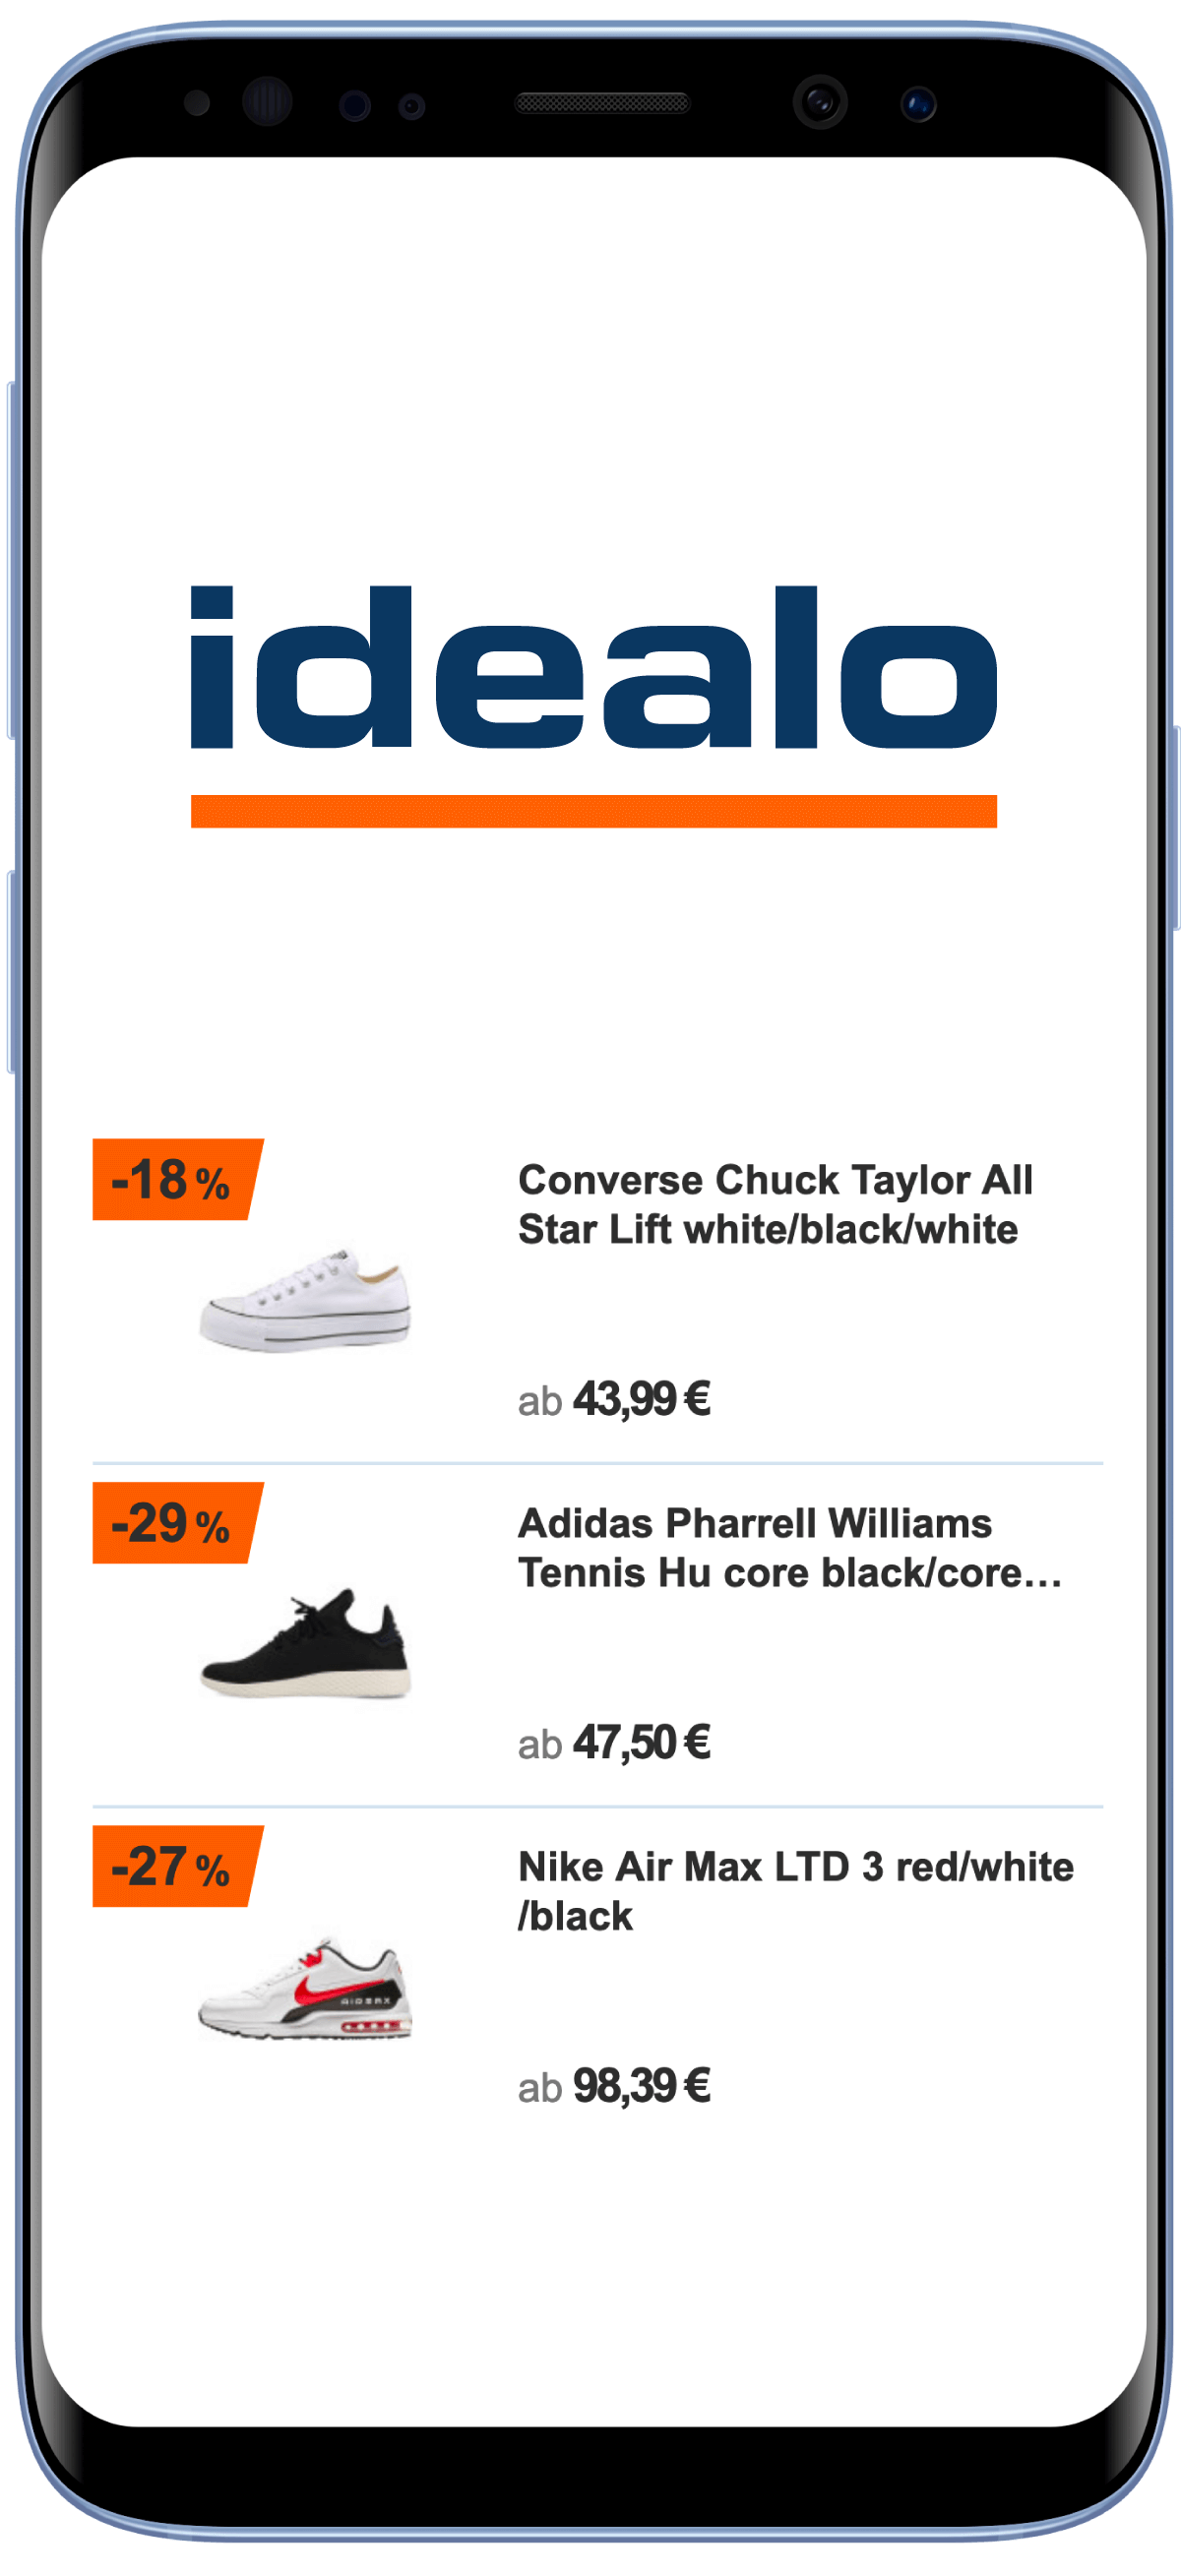 idealo
-18 %
Converse Chuck Taylor All
Star Lift white/black/white
ab 43,99 €
-29 %
Adidas Pharrell Williams
Tennis Hu core black/core…
ab 47,50 €
-27 %
Nike Air Max LTD 3 red/white
/black
AIRMAX
ab 98,39 €